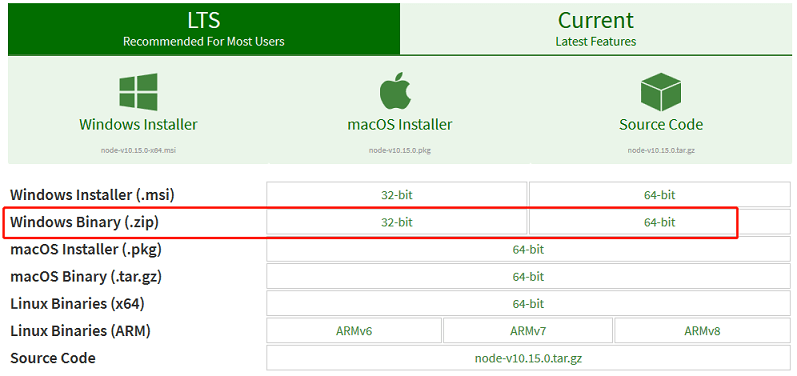 LTS
Recommended For Most Users
Current
Latest Features
Windows Installer
node-v10.15.0-x64.msi
macOS Installer
node-v10.15.0.pkg
Source Code
node-v10.15.0.tar.gz
Windows Installer (.msi) 32-bit 64-bit
Windows Binary (.zip) 32-bit 64-bit
macOS Installer (.pkg) 64-bit
macOS Binary (.tar.gz) 64-bit
Linux Binaries (x64) 64-bit
Linux Binaries (ARM) ARMv6 ARMv7 ARMv8
Source Code node-v10.15.0.tar.gz